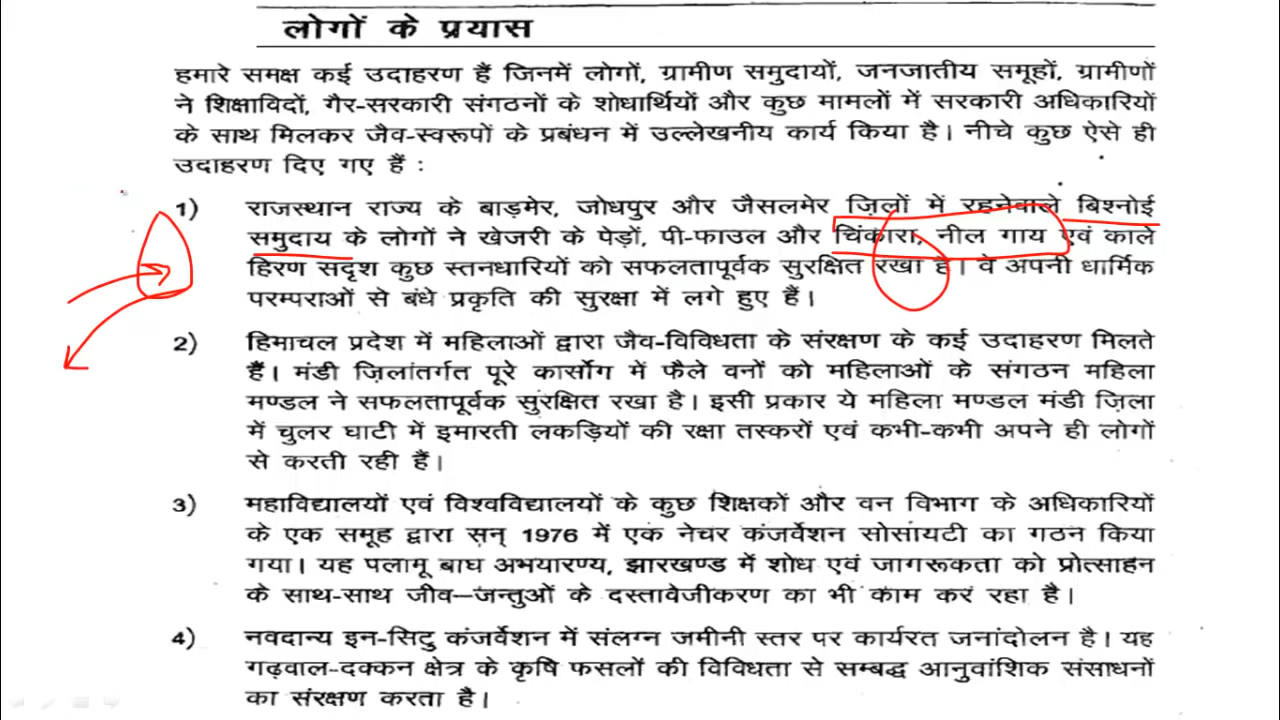 लोगों के प्रयास
हमारे समक्ष कई उदाहरण हैं जिनमें लोगों, ग्रामीण समुदायों, जनजातीय समूहों, ग्रामीणों
ने शिक्षाविदों, गैर-सरकारी संगठनों के शोधार्थियों और कुछ मामलों में सरकारी अधिकारियों
के साथ मिलकर जैव-स्वरूपों के प्रबंधन में उल्लेखनीय कार्य किया है। नीचे कुछ ऐसे ही
उदाहरण दिए गए हैं :
1) राजस्थान राज्य के बाड़मेर, जोधपुर और जैसलमेर ज़िलों में रहनेवाले बिश्नोई
समुदाय के लोगों ने खेजरी के पेड़ों, पी-फाउल और चिंकारा, नील गाय एवं काले
हिरण सदृश कुछ स्तनधारियों को सफलतापूर्वक सुरक्षित रखा है। वे अपनी धार्मिक
परम्पराओं से बंधे प्रकृति की सुरक्षा में लगे हुए हैं।
2) हिमाचल प्रदेश में महिलाओं द्वारा जैव-विविधता के संरक्षण के कई उदाहरण मिलते
हैं। मंडी ज़िलांतर्गत पूरे कार्सोग में फैले वनों को महिलाओं के संगठन महिला
मण्डल ने सफलतापूर्वक सुरक्षित रखा है। इसी प्रकार ये महिला मण्डल मंडी ज़िला
में चुलर घाटी में इमारती लकड़ियों की रक्षा तस्करों एवं कभी-कभी अपने ही लोगों
से करती रही हैं।
3) महाविद्यालयों एवं विश्वविद्यालयों के कुछ शिक्षकों और वन विभाग के अधिकारियों
के एक समूह द्वारा सन् 1976 में एक नेचर कंजर्वेशन सोसायटी का गठन किया
गया। यह पलामू बाघ अभयारण्य, झारखण्ड में शोध एवं जागरूकता को प्रोत्साहन
के साथ-साथ जीव–जन्तुओं के दस्तावेजीकरण का भी काम कर रहा है।
4) नवदान्य इन-सिटु कंजर्वेशन में संलग्न जमीनी स्तर पर कार्यरत जनांदोलन है। यह
गढ़वाल-दक्कन क्षेत्र के कृषि फसलों की विविधता से सम्बद्ध आनुवांशिक संसाधनों
का संरक्षण करता है।